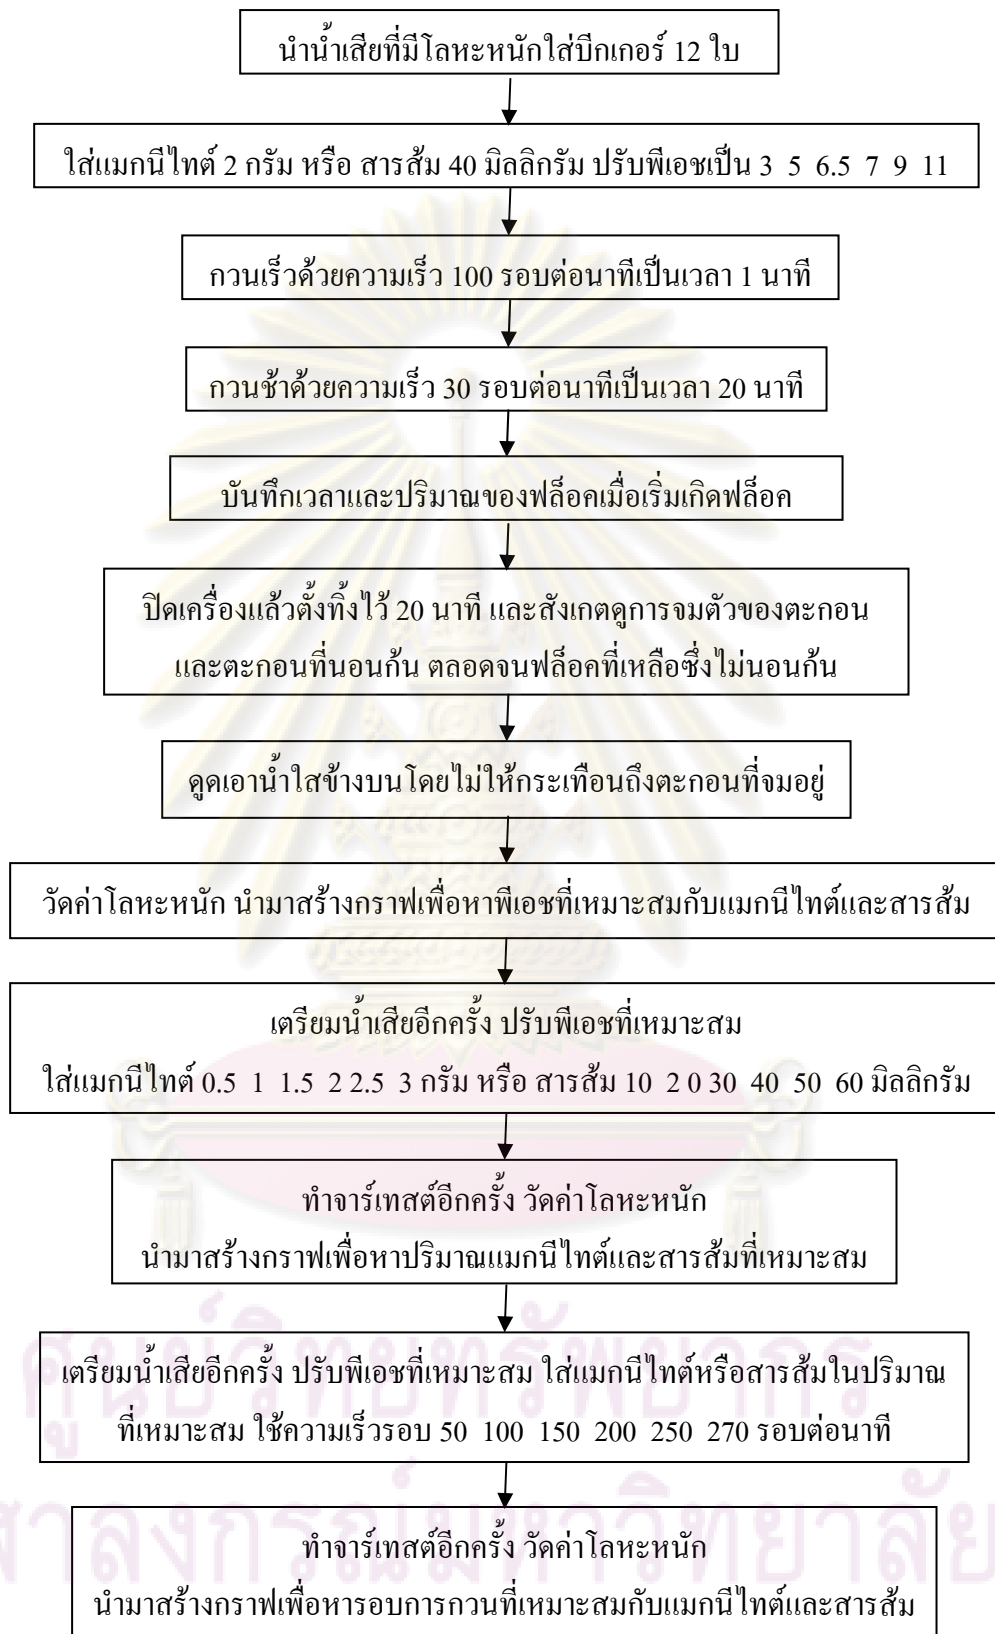 นำน้ำเสียที่มีโลหะหนักใส่บีกเกอร์ 12 ใบ
ใส่แมกนีไทต์ 2 กรัม หรือ สารส้ม 40 มิลลิกรัม ปรับพีเอชเป็น 3 5 6.5 7 9 11
กวนเร็วด้วยความเร็ว 100 รอบต่อนาทีเป็นเวลา 1 นาที
กวนช้าด้วยความเร็ว 30 รอบต่อนาทีเป็นเวลา 20 นาที
บันทึกเวลาและปริมาณของฟล็อคเมื่อเริ่มเกิดฟล็อค
ปิดเครื่องแล้วตั้งทิ้งไว้ 20 นาที และสังเกตดูการจมตัวของตะกอน
และตะกอนที่นอนก้น ตลอดจนฟล็อคที่เหลือซึ่งไม่นอนก้น
ดูดเอาน้ำใสข้างบนโดยไม่ให้กระเทือนถึงตะกอนที่จมอยู่
วัดค่าโลหะหนัก นำมาสร้างกราฟเพื่อหาพีเอชที่เหมาะสมกับแมกนีไทต์และสารส้ม
เตรียมน้ำเสียอีกครั้ง ปรับพีเอชที่เหมาะสม
ใส่แมกนีไทต์ 0.5 1 1.5 2 2.5 3 กรัม หรือ สารส้ม 10 2 0 30 40 50 60 มิลลิกรัม
ทำจาร์เทสต์อีกครั้ง วัดค่าโลหะหนัก
นำมาสร้างกราฟเพื่อหาปริมาณแมกนีไทต์และสารส้มที่เหมาะสม
ศูนย์วิทยทรัพยากร
เตรียมน้ำเสียอีกครั้ง ปรับพีเอชที่เหมาะสม ใส่แมกนีไทต์หรือสารส้มในปริมาณ
ที่เหมาะสม ใช้ความเร็วรอบ 50 100 150 200 250 270 รอบต่อนาที
ฬาลงกรณ์มหาวิทยาลัย
ทำจาร์เทสต์อีกครั้ง วัดค่าโลหะหนัก
นำมาสร้างกราฟเพื่อหารอบการกวนที่เหมาะสมกับแมกนีไทต์และสารส้ม